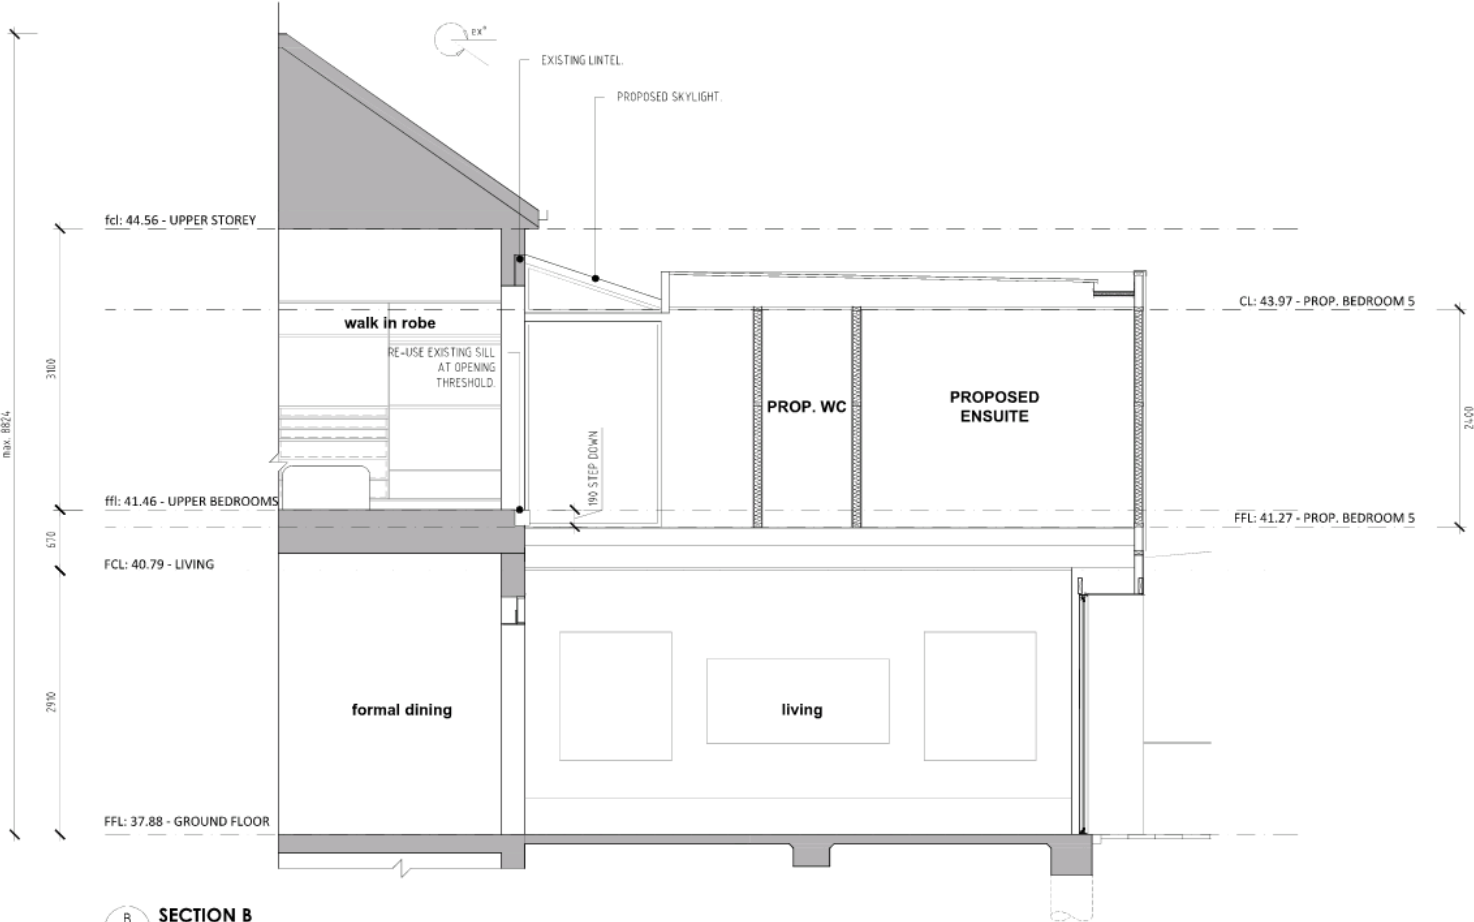 ex°
EXISTING LINTEL.
PROPOSED SKYLIGHT.
fcl: 44.56 - UPPER STOREY
CL: 43.97 - PROP. BEDROOM 5
walk in robe
RE-USE EXISTING SILL
AT OPENING
THRESHOLD.
3100
max. 8824
PROP. WC
PROPOSED
ENSUITE
2400
190 STEP DOWN
ffl: 41.46 - UPPER BEDROOMS
FFL: 41.27 - PROP. BEDROOM 5
670
FCL: 40.79 - LIVING
2910
formal dining
living
FFL: 37.88 - GROUND FLOOR
B
SECTION B